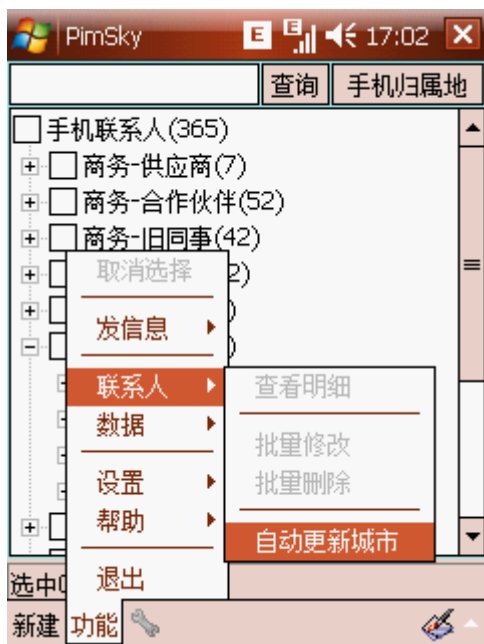 PimSky E E 17:02
查询 手机归属地
手机联系人(365)
商务-供应商(7)
商务-合作伙伴(52)
商务-旧同事(42)
取消选择 2)
发信息 )
)
联系人 查看明细
数据 批量修改
设置 批量删除
帮助 自动更新城市
退出
选中
新建 功能